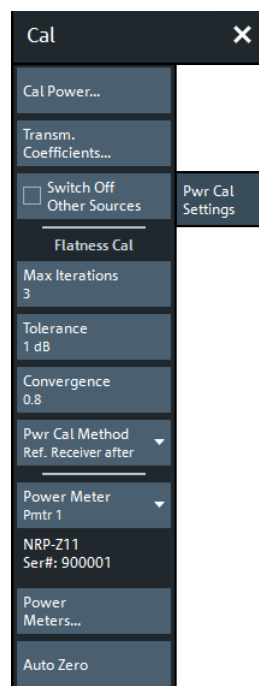 Cal
Cal Power...
Transm.
Coefficients...
Switch Off
Other Sources
Pwr Cal
Settings
Flatness Cal
Max Iterations
3
Tolerance
1 dB
Convergence
0.8
Pwr Cal Method
Ref. Receiver after
Power Meter
Pmtr 1
NRP-Z11
Ser#: 900001
Power
Meters...
Auto Zero